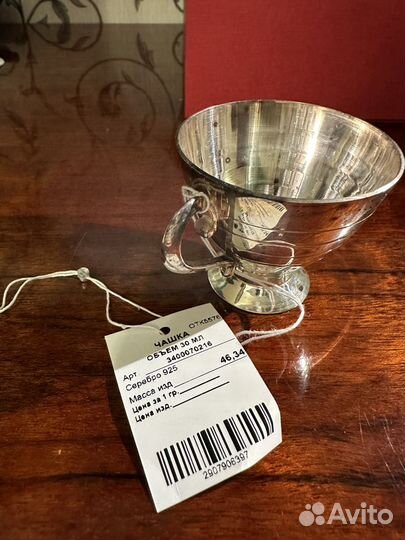 ОТК5576
ЧАШКА
ОБЪЕМ 30 МЛ
Арт 3400070216
Серебро 925
Масса изд 46,34
Цена за 1 гр.
Цена изд.
2907906397
Avito